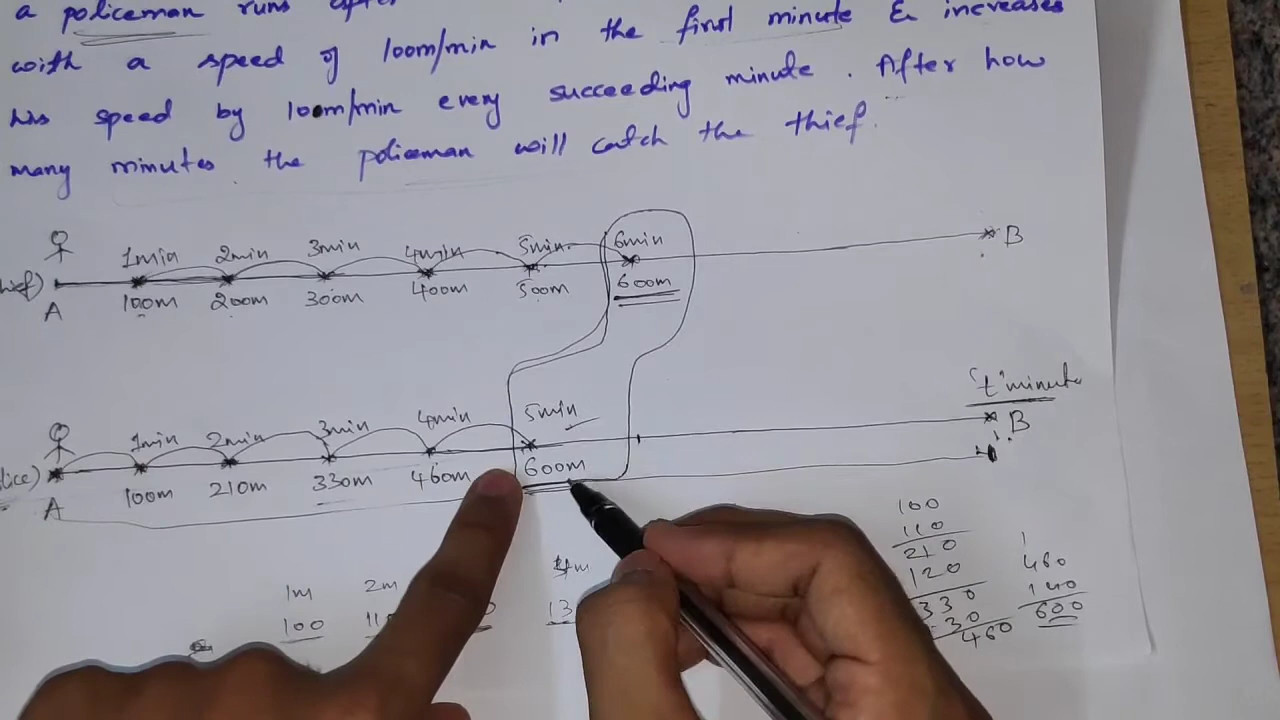 a policeman runs after
with a speed of 100m/min in the first minute & increases
his speed by 100m/min every succeeding minute. After how
many minutes the policeman will catch the thief.
1min 2min 3min 4min 5min 6min
B
100m 200m 300m 400m 500m 600m
A
't' minute
1min 2min 3min 4min 5min
B
100m 210m 330m 460m 600m
A
1m 2m
100
100
110
210
120
330
460
1
460
140
600